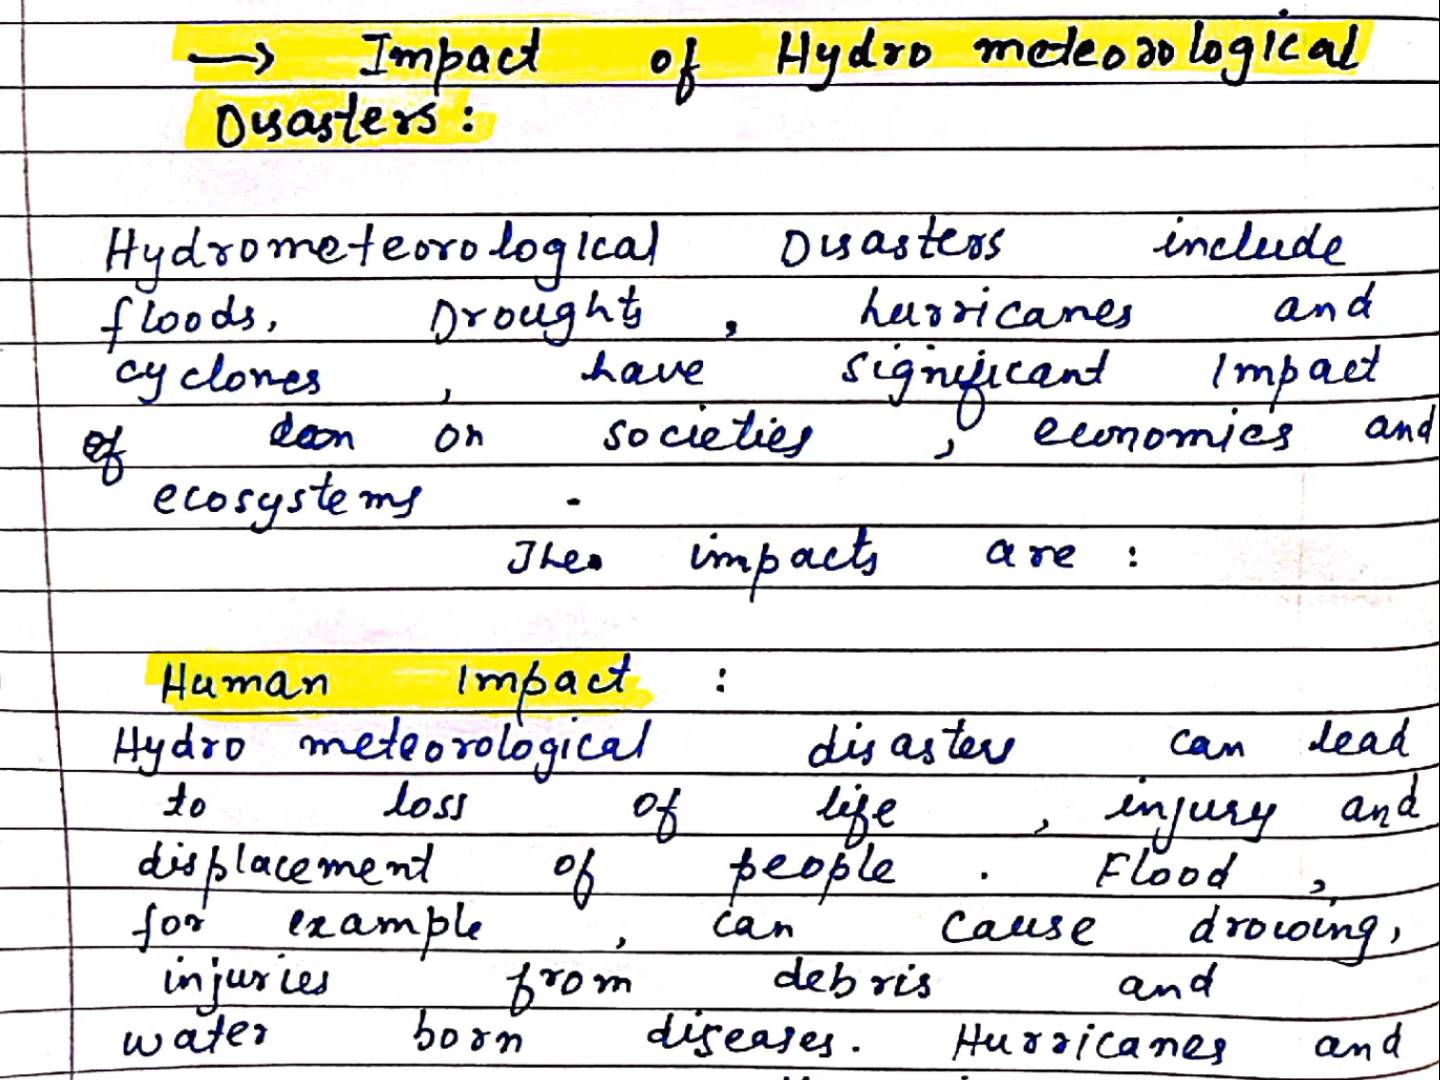 → Impact of Hydro meteorological
Disasters :
Hydrometeorological Disasters include
floods, Droughts , hurricanes and
cyclones , have significant Impact
of on societies , economics and
ecosystems .
The impacts are :
Human Impact :
Hydro meteorological disasters can lead
to loss of life , injury and
displacement of people . Flood ,
for example , can cause drowing,
injuries from debris and
water born diseases. Hurricanes and